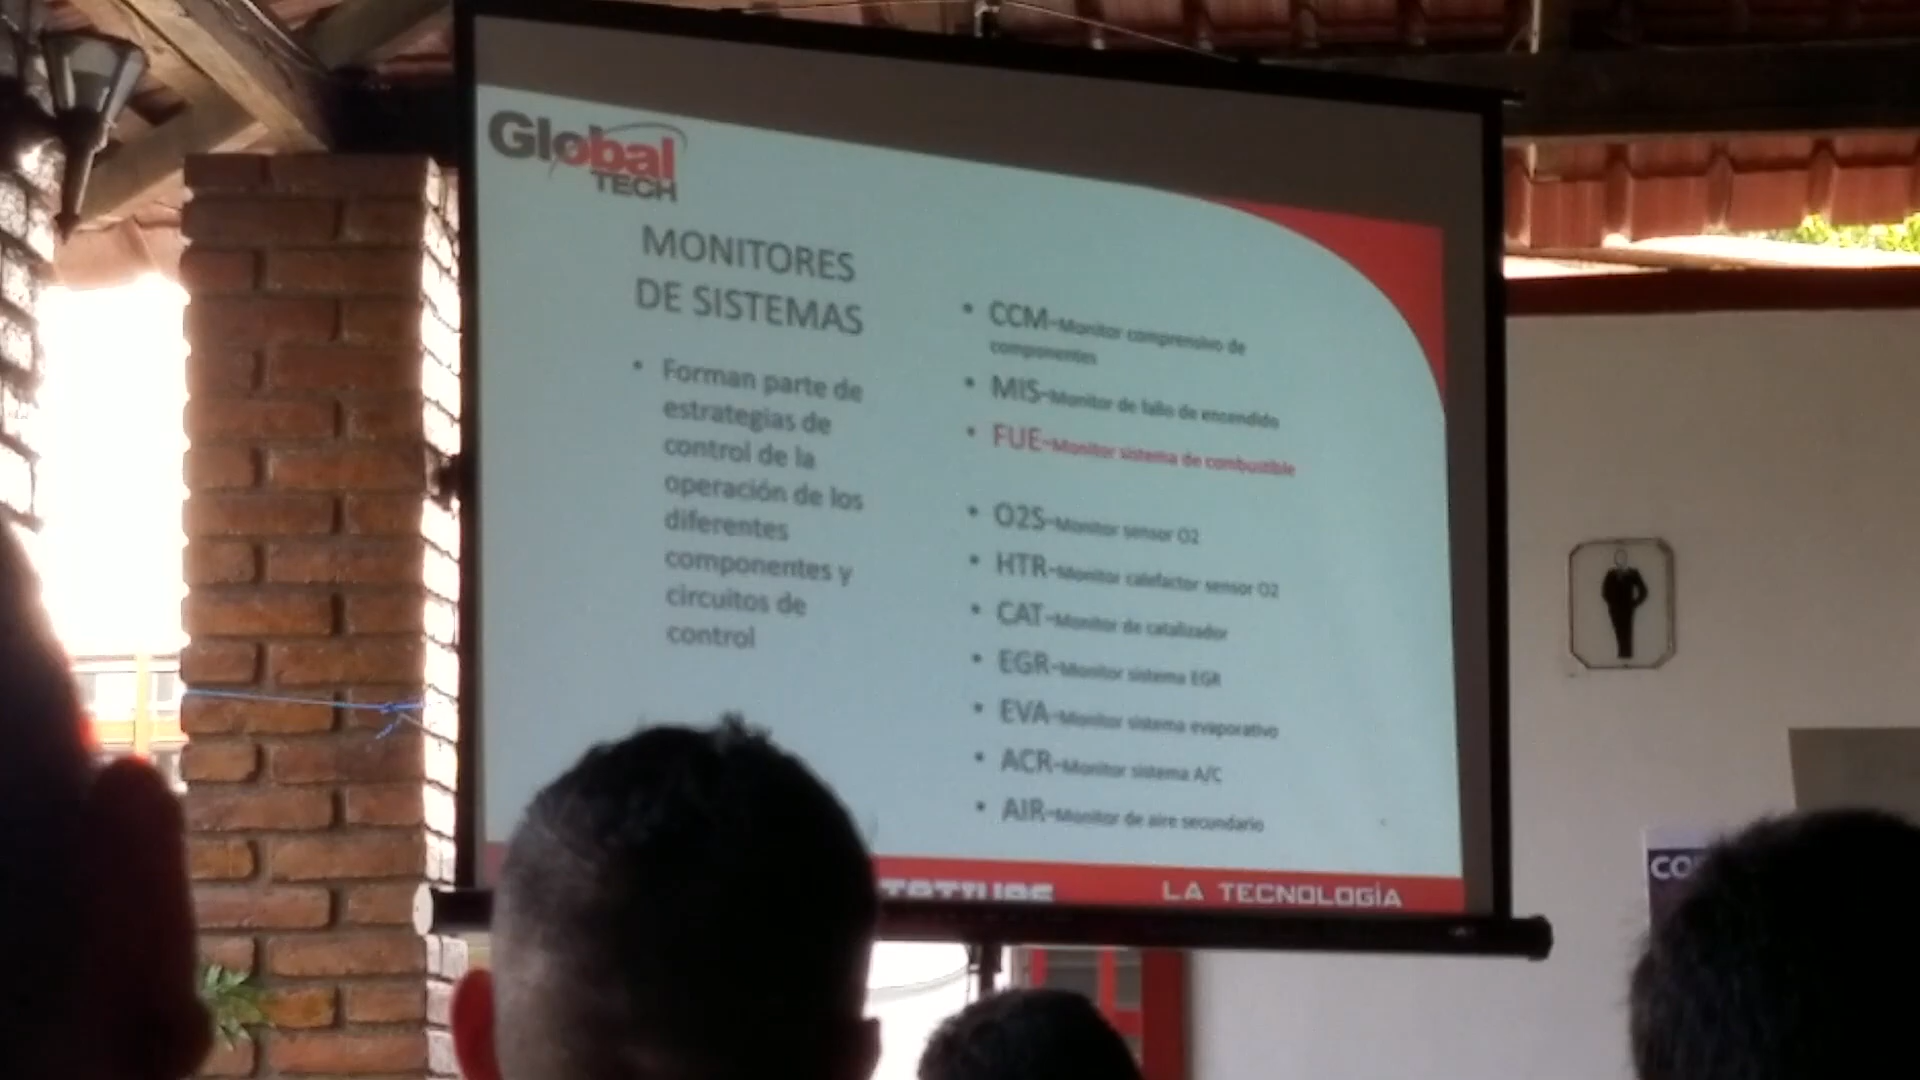 Global
TECH
MONITORES
DE SISTEMAS
• Forman parte de
estrategias de
control de la
operación de los
diferentes
componentes y
circuitos de
control
• CCM-Monitor comprensivo de
componentes
• MIS-Monitor de fallo de encendido
• FUE-Monitor sistema de combustible
• O2S-Monitor sensor O2
• HTR-Monitor calefactor sensor O2
• CAT-Monitor de catalizador
• EGR-Monitor sistema EGR
• EVA-Monitor sistema evaporativo
• ACR-Monitor sistema A/C
• AIR-Monitor de aire secundario
LA TECNOLOGÍA